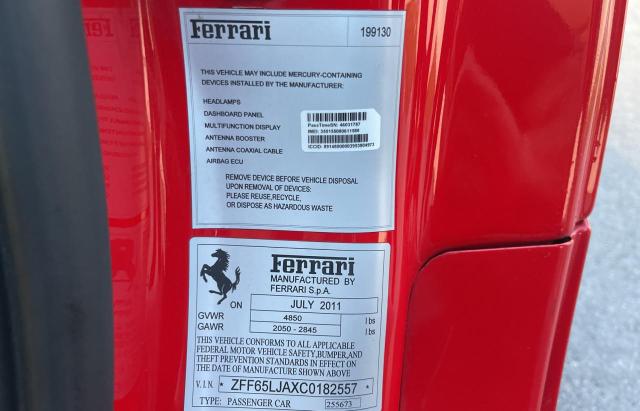 Ferrari
199130
THIS VEHICLE MAY INCLUDE MERCURY-CONTAINING
DEVICES INSTALLED BY THE MANUFACTURER:
HEADLAMPS
DASHBOARD PANEL
MULTIFUNCTION DISPLAY
ANTENNA BOOSTER
ANTENNA COAXIAL CABLE
AIRBAG ECU
PassTimeSN: 46031787
IMEI:
ICCID:
REMOVE DEVICE BEFORE VEHICLE DISPOSAL
UPON REMOVAL OF DEVICES:
PLEASE REUSE,RECYCLE,
OR DISPOSE AS HAZARDOUS WASTE
Ferrari
MANUFACTURED BY
FERRARI S.p.A.
ON JULY 2011
GVWR 4850 lbs
GAWR 2050 - 2845 lbs
THIS VEHICLE CONFORMS TO ALL APPLICABLE
FEDERAL MOTOR VEHICLE SAFETY,BUMPER,AND
THEFT PREVENTION STANDARDS IN EFFECT ON
THE DATE OF MANUFACTURE SHOWN ABOVE
V.I.N. * ZFF65LJAXC0182557 *
TYPE: PASSENGER CAR 255673